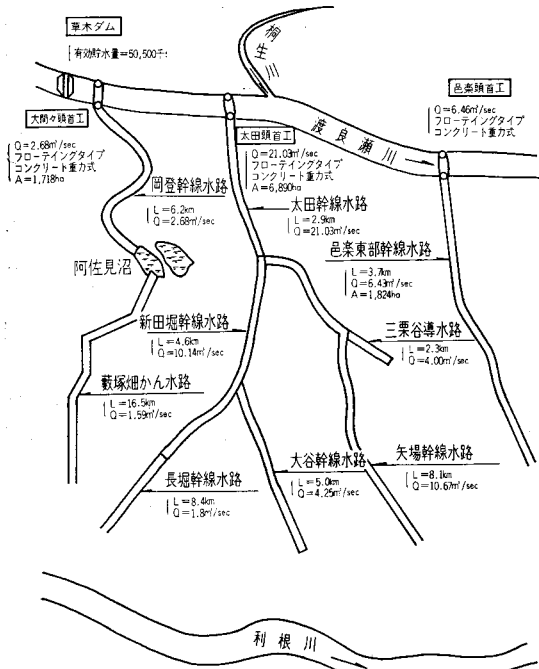 草木ダム
有効貯水量=50,500千
桐生川
邑楽頭首工
Q=6.46㎥/sec
フローテイングタイプ
コンクリート重力式
大間々頭首工
Q=2.68㎥/sec
フローテイングタイプ
コンクリート重力式
A=1,718ha
太田頭首工
Q=21.03㎥/sec
フローテイングタイプ
コンクリート重力式
A=6,890ha
渡良瀬川
岡登幹線水路
L=6.2km
Q=2.68㎥/sec
太田幹線水路
L=2.9km
Q=21.03㎥/sec
邑楽東部幹線水路
L=3.7km
Q=6.43㎥/sec
A=1,824ha
阿佐見沼
新田堀幹線水路
L=4.6km
Q=10.14㎥/sec
三栗谷導水路
L=2.3km
Q=4.00㎥/sec
藪塚畑かん水路
L=16.5km
Q=1.59㎥/sec
長堀幹線水路
L=8.4km
Q=1.8㎥/sec
大谷幹線水路
L=5.0km
Q=4.25㎥/sec
矢場幹線水路
L=8.1km
Q=10.67㎥/sec
利根川